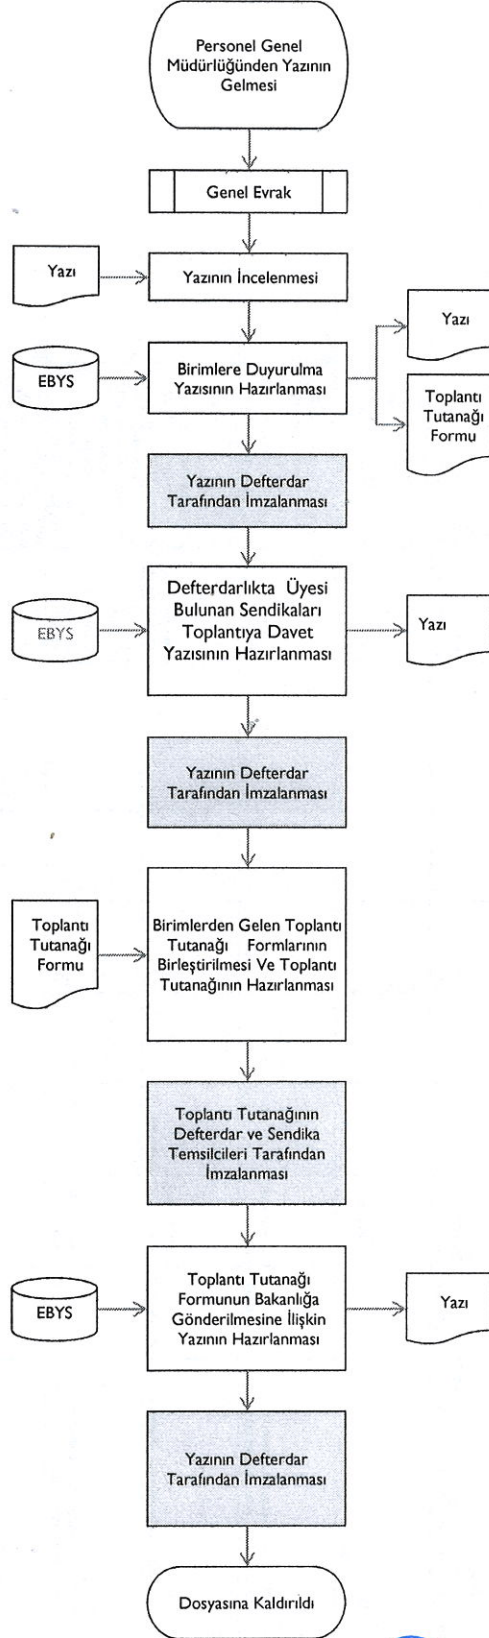 Personel Genel
Müdürlüğünden Yazının
Gelmesi
Genel Evrak
Yazı
Yazının İncelenmesi
Yazı
EBYS
Birimlere Duyurulma
Yazısının Hazırlanması
Toplantı
Tutanağı
Formu
Yazının Defterdar
Tarafından İmzalanması
EBYS
Defterdarlıkta Üyesi
Bulunan Sendikaları
Toplantıya Davet
Yazısının Hazırlanması
Yazı
Yazının Defterdar
Tarafından İmzalanması
Toplantı
Tutanağı
Formu
Birimlerden Gelen Toplantı
Tutanağı Formlarının
Birleştirilmesi Ve Toplantı
Tutanağının Hazırlanması
Toplantı Tutanağının
Defterdar ve Sendika
Temsilcileri Tarafından
İmzalanması
EBYS
Toplantı Tutanağı
Formunun Bakanlığa
Gönderilmesine İlişkin
Yazının Hazırlanması
Yazı
Yazının Defterdar
Tarafından İmzalanması
Dosyasına Kaldırıldı